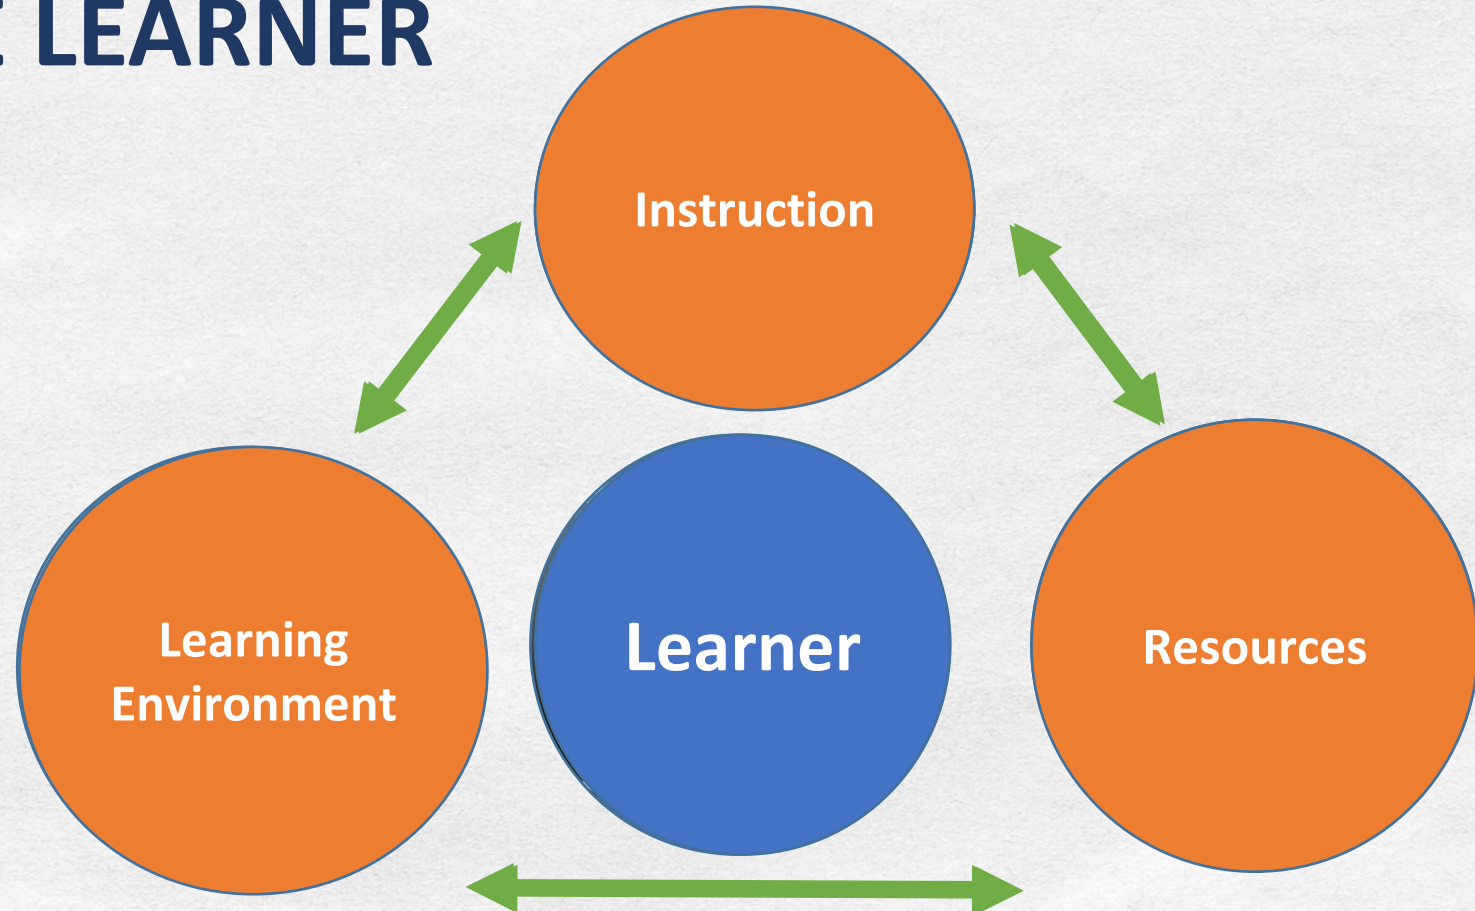 LEARNER
Instruction
Learning
Environment
Learner
Resources